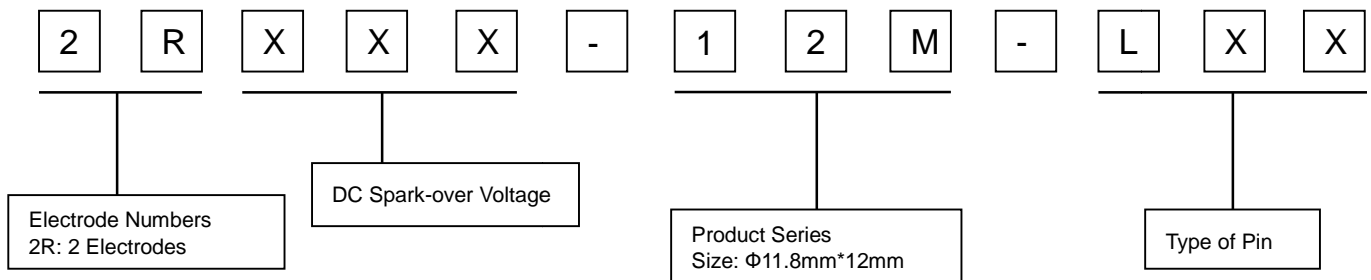 2 R X X X - 1 2 M - L X X
DC Spark-over Voltage
Electrode Numbers
2R: 2 Electrodes
Product Series
Size: Φ11.8mm*12mm
Type of Pin